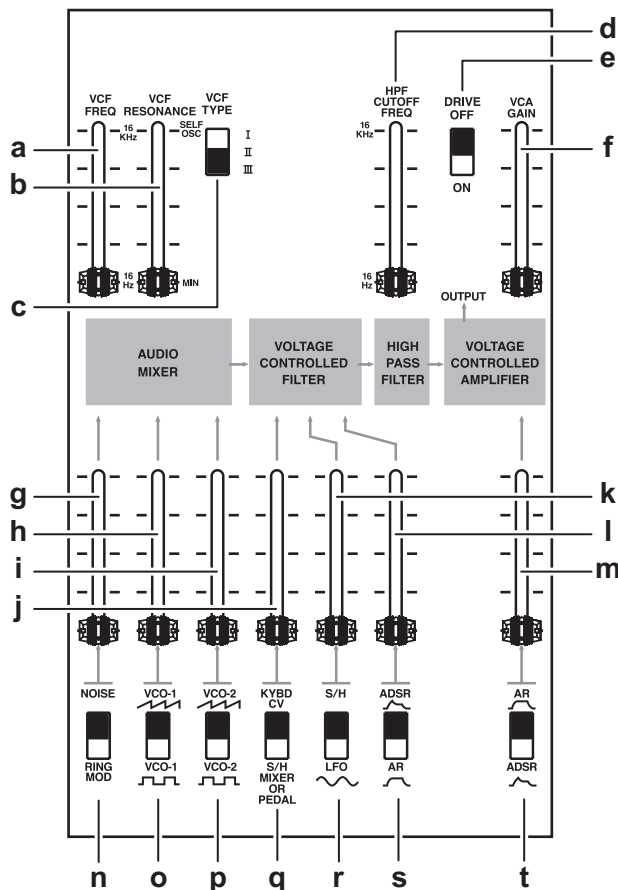 d
e
VCF FREQ
VCF RESONANCE
VCF TYPE
HPF CUTOFF FREQ
DRIVE OFF
VCA GAIN
16 KHz
SELF OSC
I
II
III
16 KHz
ON
a
b
f
16 Hz
MIN
16 Hz
c
OUTPUT
AUDIO MIXER
VOLTAGE CONTROLLED FILTER
HIGH PASS FILTER
VOLTAGE CONTROLLED AMPLIFIER
g
h
i
j
k
l
m
NOISE
VCO-1
VCO-2
KYBD CV
S/H
ADSR
AR
RING MOD
VCO-1
VCO-2
S/H MIXER OR PEDAL
LFO
AR
ADSR
n
o
p
q
r
s
t